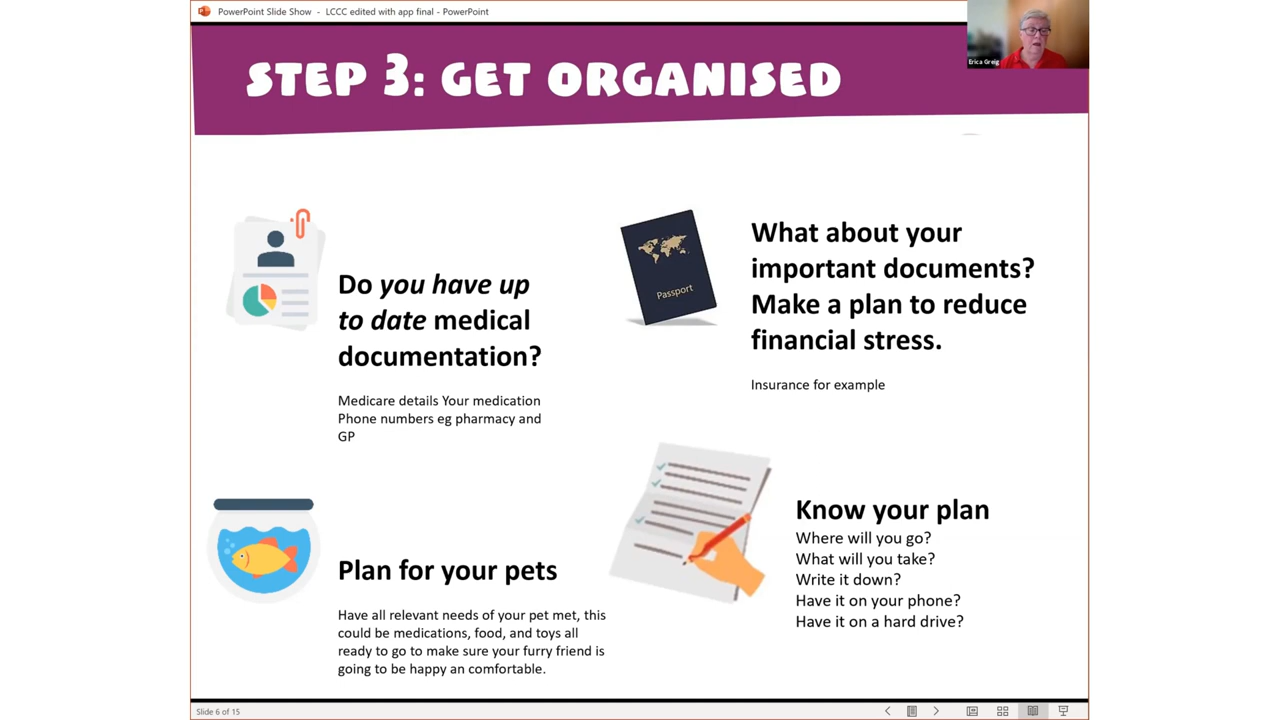 PowerPoint Slide Show - LCCC edited with app final - PowerPoint
Erica Greig
STEP 3: GET ORGANISED
Do you have up
to date medical
documentation?
Medicare details Your medication
Phone numbers eg pharmacy and
GP
Passport
What about your
important documents?
Make a plan to reduce
financial stress.
Insurance for example
Plan for your pets
Have all relevant needs of your pet met, this
could be medications, food, and toys all
ready to go to make sure your furry friend is
going to be happy an comfortable.
Know your plan
Where will you go?
What will you take?
Write it down?
Have it on your phone?
Have it on a hard drive?
Slide 6 of 15